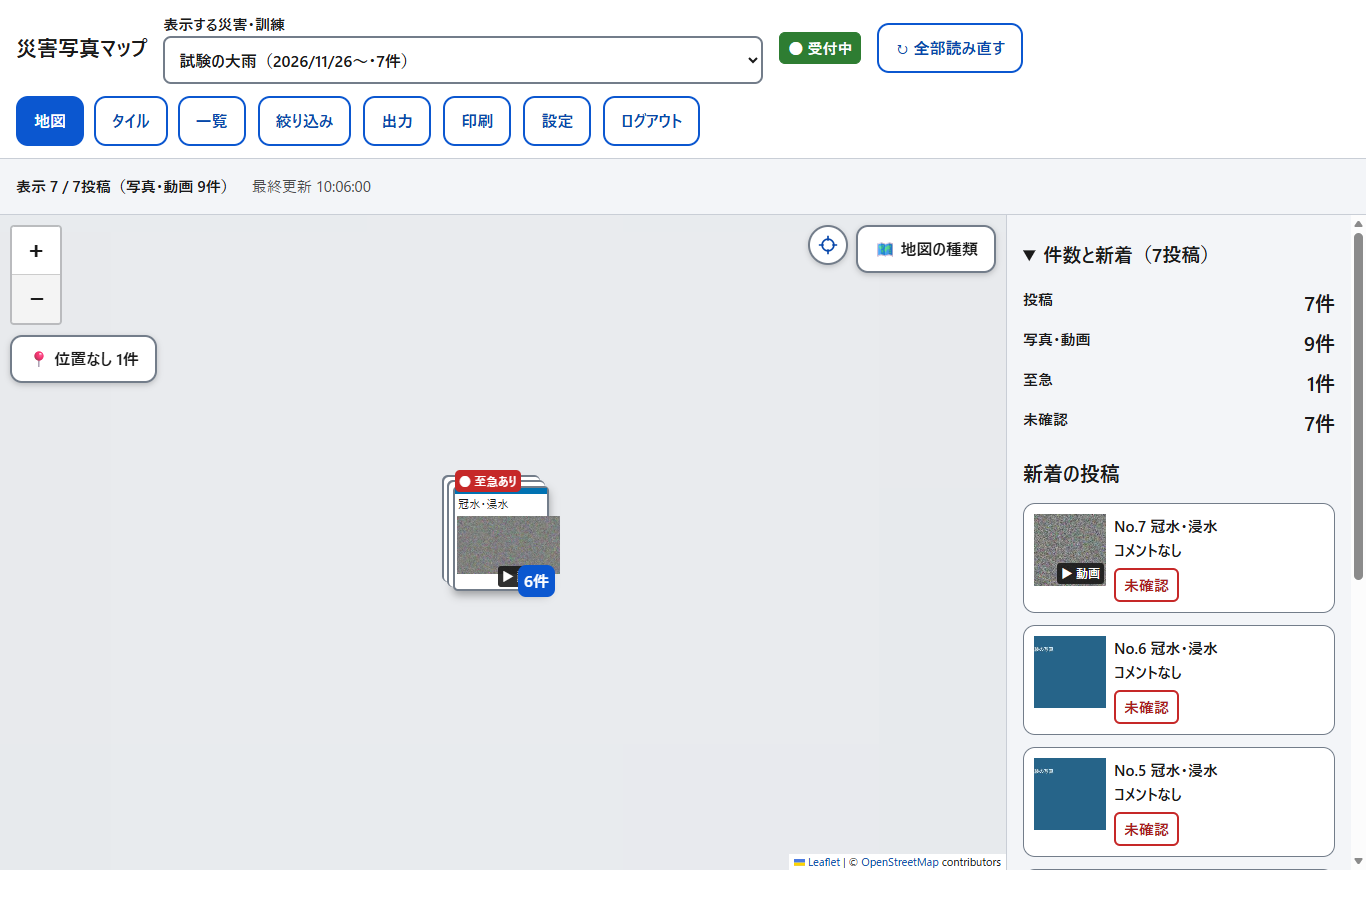 災害写真マップ
表示する災害・訓練
試験の大雨（2026/11/26～・7件）
● 受付中
↻ 全部読み直す
地図
タイル
一覧
絞り込み
出力
印刷
設定
ログアウト
表示 7 / 7投稿（写真・動画 9件）
最終更新 10:06:00
+
−
位置なし 1件
地図の種類
至急あり
冠水・浸水
▶
6件
Leaflet | © OpenStreetMap contributors
▼ 件数と新着（7投稿）
投稿 7件
写真・動画 9件
至急 1件
未確認 7件
新着の投稿
No.7 冠水・浸水
コメントなし
▶ 動画
未確認
No.6 冠水・浸水
コメントなし
未確認
No.5 冠水・浸水
コメントなし
未確認